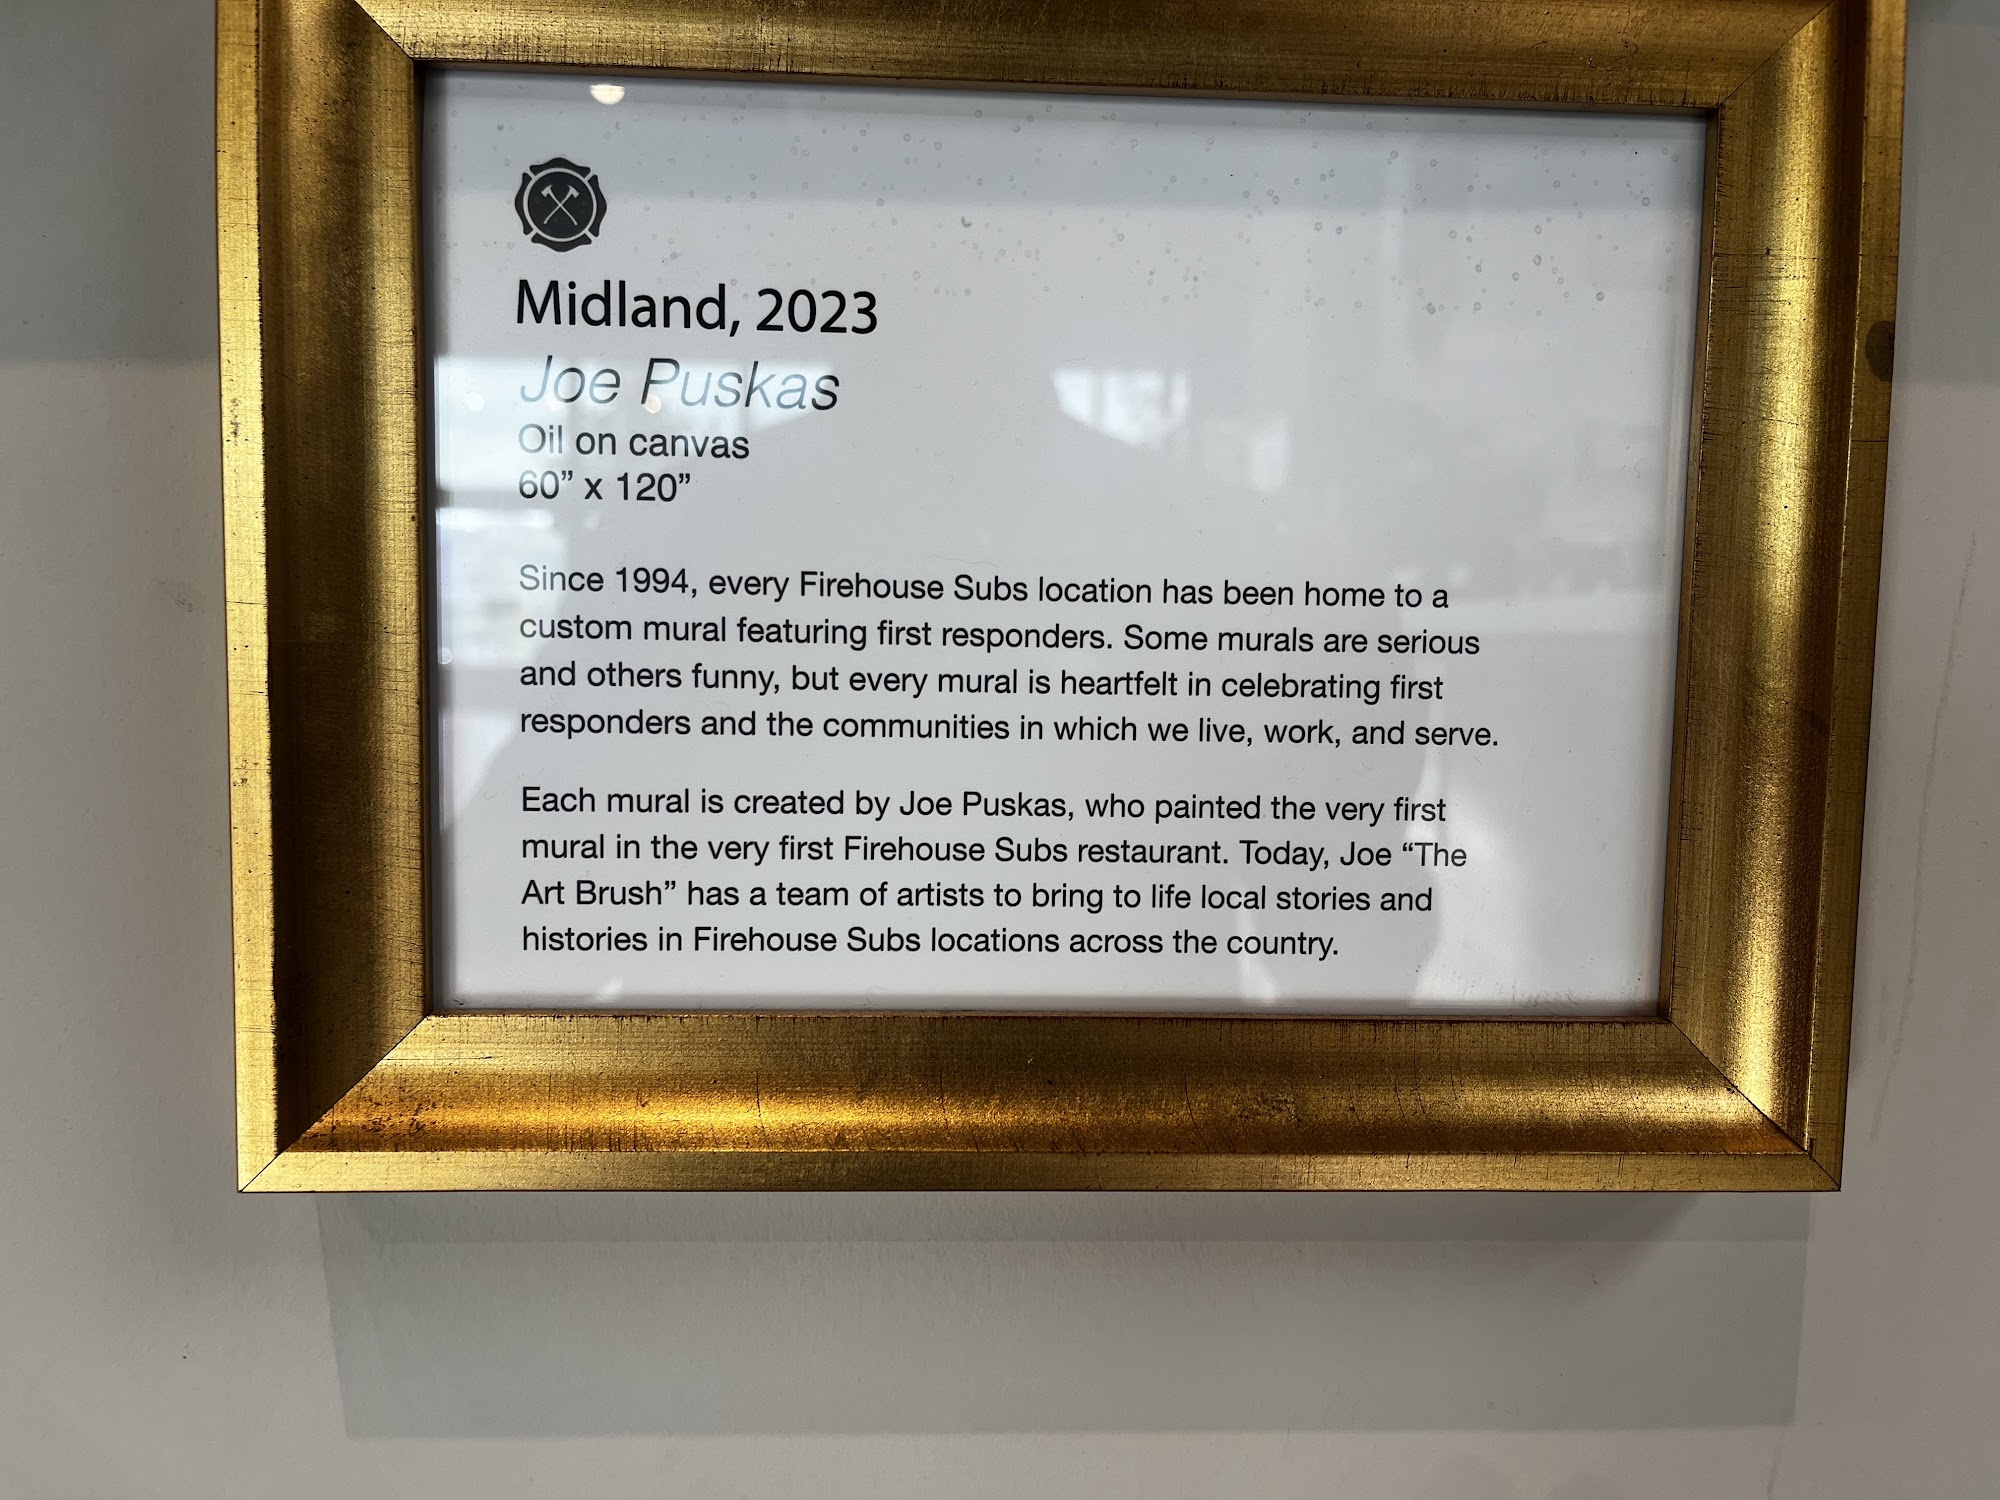 Midland, 2023
Joe Puskas
Oil on canvas
60” x 120”
Since 1994, every Firehouse Subs location has been home to a
custom mural featuring first responders. Some murals are serious
and others funny, but every mural is heartfelt in celebrating first
responders and the communities in which we live, work, and serve.
Each mural is created by Joe Puskas, who painted the very first
mural in the very first Firehouse Subs restaurant. Today, Joe “The
Art Brush” has a team of artists to bring to life local stories and
histories in Firehouse Subs locations across the country.